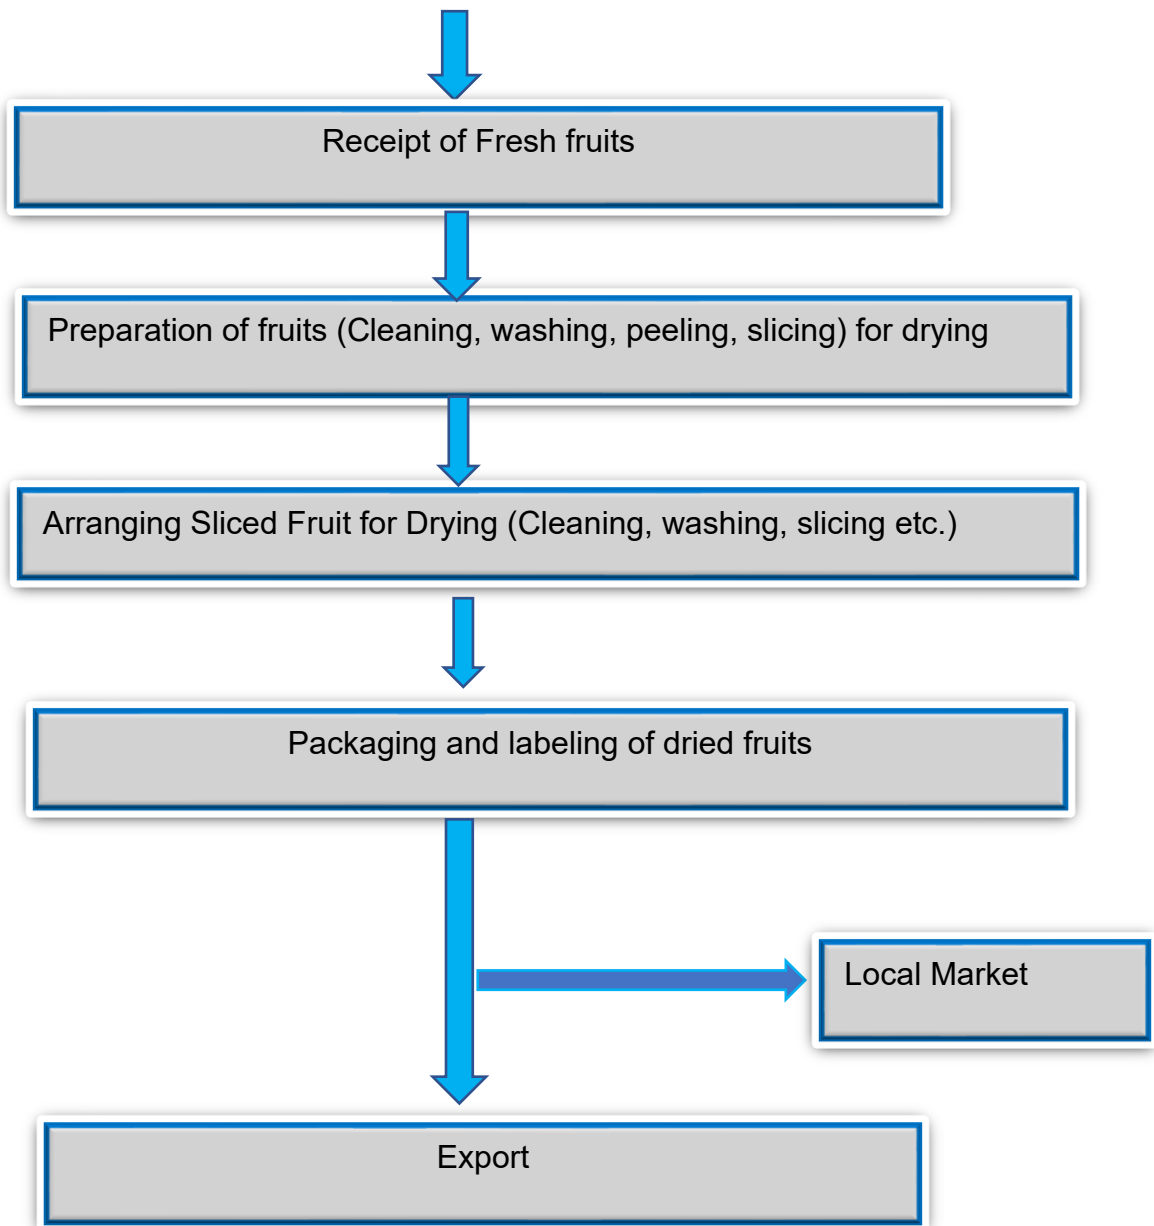 Receipt of Fresh fruits
Preparation of fruits (Cleaning, washing, peeling, slicing) for drying
Arranging Sliced Fruit for Drying (Cleaning, washing, slicing etc.)
Packaging and labeling of dried fruits
Local Market
Export